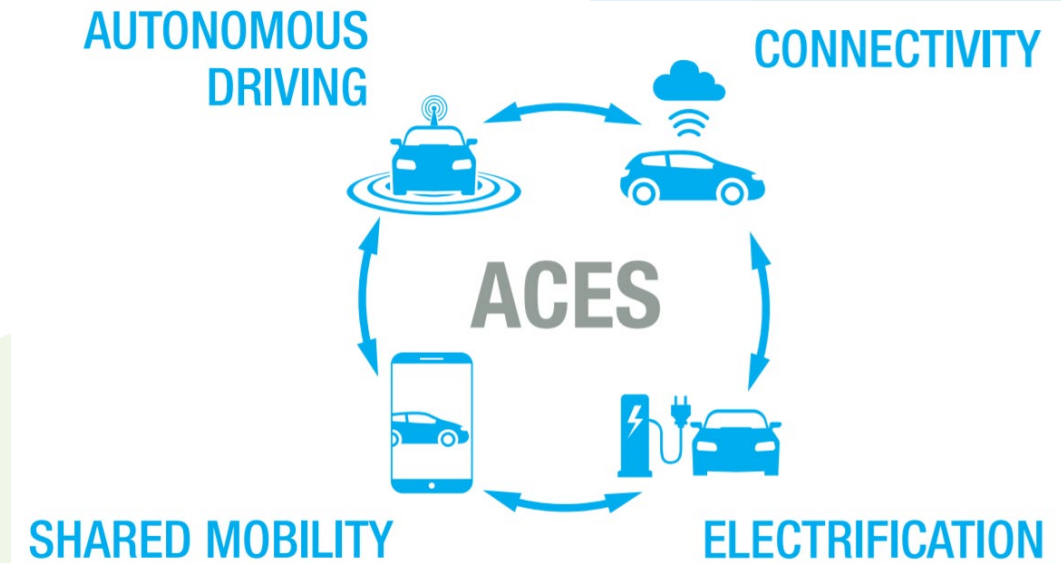 AUTONOMOUS
DRIVING
CONNECTIVITY
ACES
SHARED MOBILITY
ELECTRIFICATION